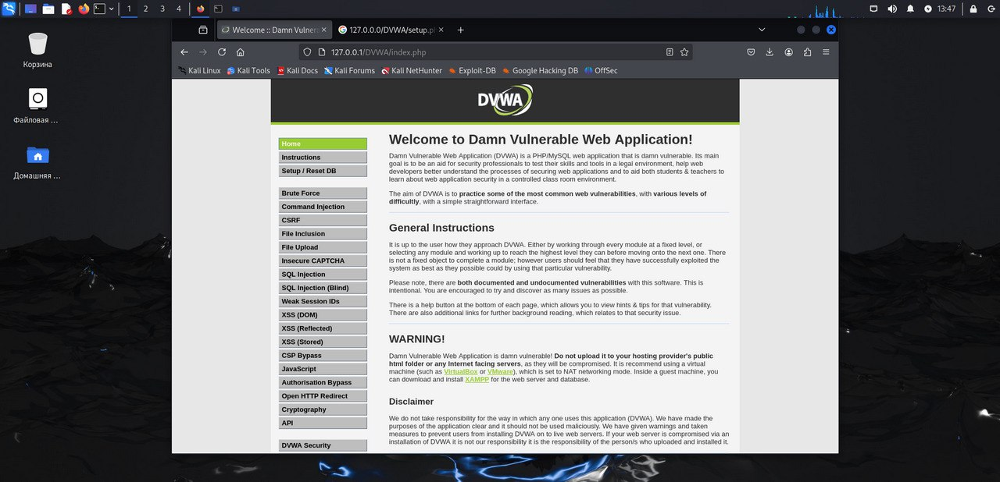 1 2 3 4
13:47
Корзина
Файловая …
Домашняя …
Welcome :: Damn Vulnera
127.0.0.0/DVWA/setup.p
127.0.0.1/DVWA/index.php
Kali Linux Kali Tools Kali Docs Kali Forums Kali NetHunter Exploit-DB Google Hacking DB OffSec
DVWA
Home
Instructions
Setup / Reset DB
Brute Force
Command Injection
CSRF
File Inclusion
File Upload
Insecure CAPTCHA
SQL Injection
SQL Injection (Blind)
Weak Session IDs
XSS (DOM)
XSS (Reflected)
XSS (Stored)
CSP Bypass
JavaScript
Authorisation Bypass
Open HTTP Redirect
Cryptography
API
DVWA Security
Welcome to Damn Vulnerable Web Application!
Damn Vulnerable Web Application (DVWA) is a PHP/MySQL web application that is damn vulnerable. Its main
goal is to be an aid for security professionals to test their skills and tools in a legal environment, help web
developers better understand the processes of securing web applications and to aid both students & teachers to
learn about web application security in a controlled class room environment.
The aim of DVWA is to practice some of the most common web vulnerabilities, with various levels of
difficultly, with a simple straightforward interface.
General Instructions
It is up to the user how they approach DVWA. Either by working through every module at a fixed level, or
selecting any module and working up to reach the highest level they can before moving onto the next one. There
is not a fixed object to complete a module; however users should feel that they have successfully exploited the
system as best as they possible could by using that particular vulnerability.
Please note, there are both documented and undocumented vulnerabilities with this software. This is
intentional. You are encouraged to try and discover as many issues as possible.
There is a help button at the bottom of each page, which allows you to view hints & tips for that vulnerability.
There are also additional links for further background reading, which relates to that security issue.
WARNING!
Damn Vulnerable Web Application is damn vulnerable! Do not upload it to your hosting provider's public
html folder or any Internet facing servers, as they will be compromised. It is recommend using a virtual
machine (such as VirtualBox or VMware), which is set to NAT networking mode. Inside a guest machine, you
can download and install XAMPP for the web server and database.
Disclaimer
We do not take responsibility for the way in which any one uses this application (DVWA). We have made the
purposes of the application clear and it should not be used maliciously. We have given warnings and taken
measures to prevent users from installing DVWA on to live web servers. If your web server is compromised via an
installation of DVWA it is not our responsibility it is the responsibility of the person/s who uploaded and installed it.